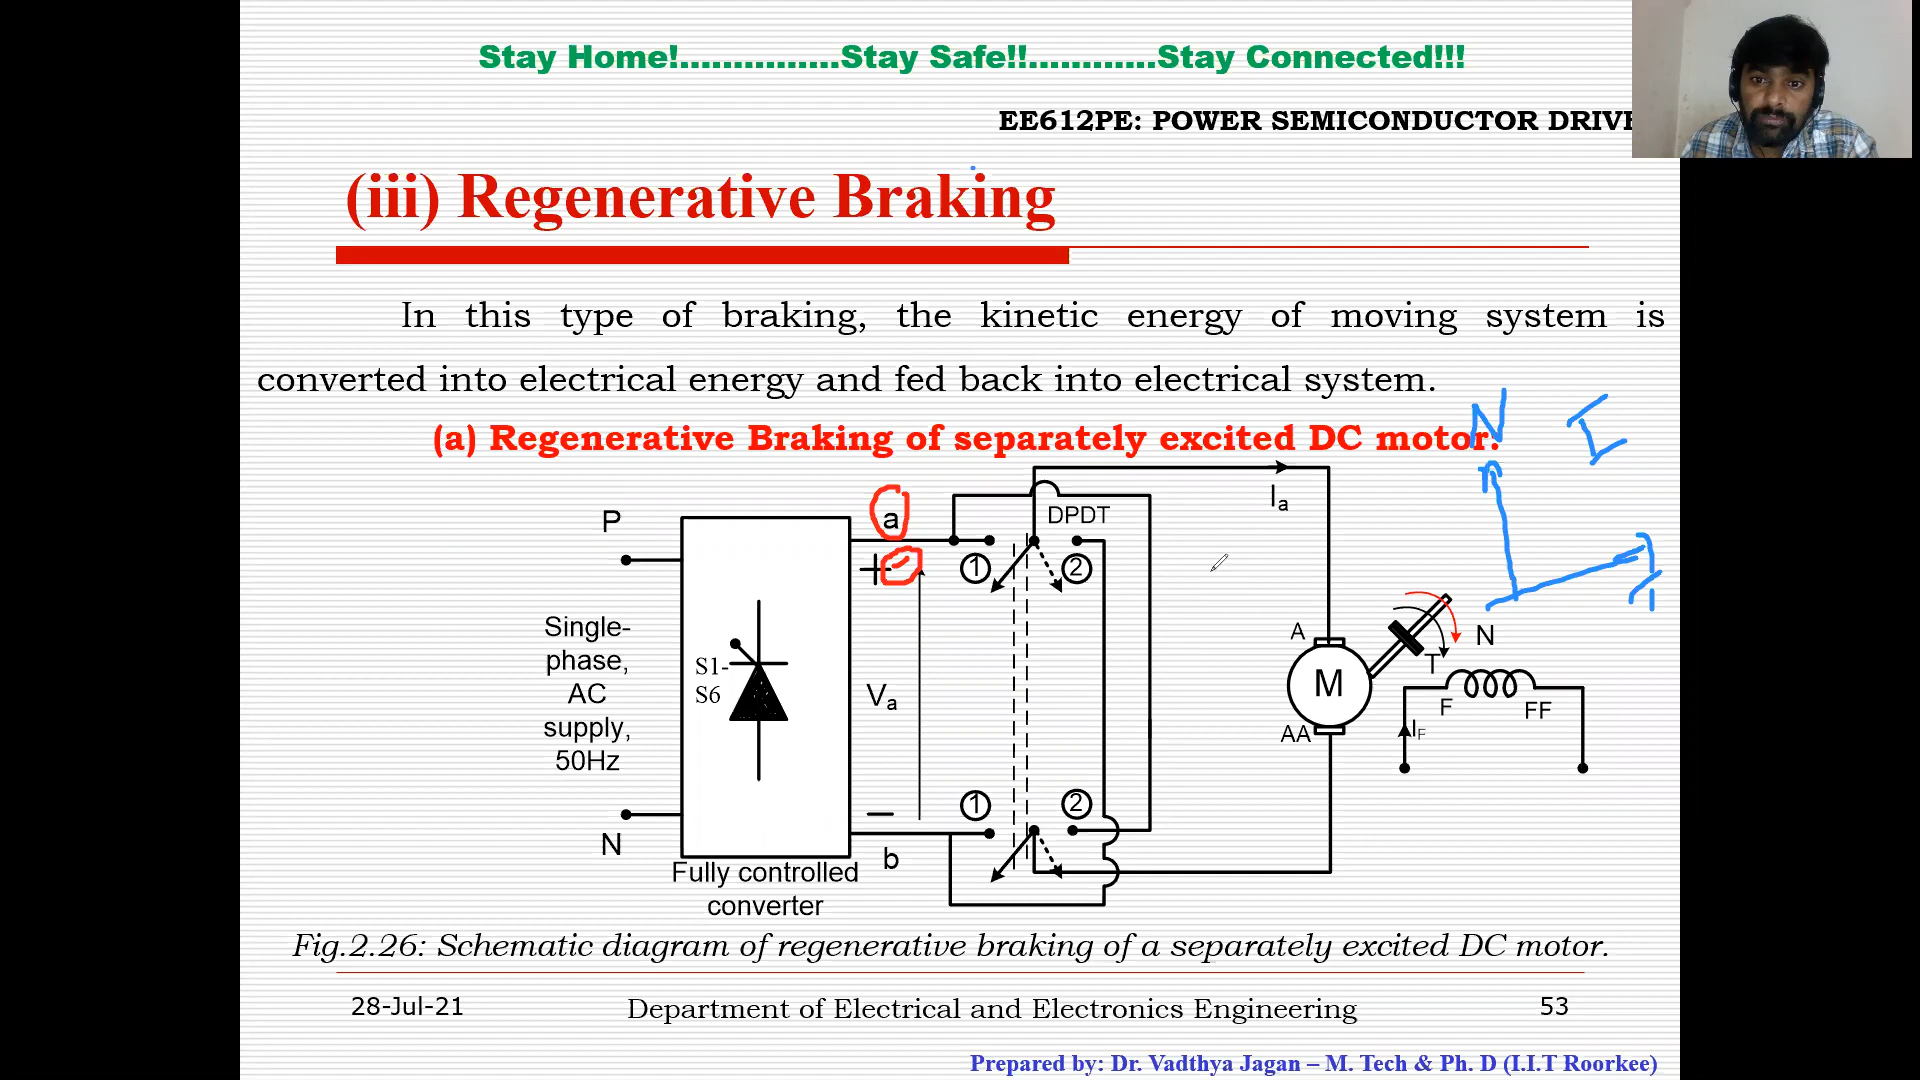 Stay Home!...............Stay Safe!!............Stay Connected!!!
EE612PE: POWER SEMICONDUCTOR DRIVE
(iii) Regenerative Braking
In this type of braking, the kinetic energy of moving system is
converted into electrical energy and fed back into electrical system.
(a) Regenerative Braking of separately excited DC motor.
N
I
P
a
DPDT
Ia
+
-
1
2
Single-
phase,
AC
supply,
50Hz
S1-
S6
Va
A
M
AA
T
N
F
FF
IF
1
2
N
b
Fully controlled
converter
Fig.2.26: Schematic diagram of regenerative braking of a separately excited DC motor.
28-Jul-21
Department of Electrical and Electronics Engineering
53
Prepared by: Dr. Vadthya Jagan – M. Tech & Ph. D (I.I.T Roorkee)